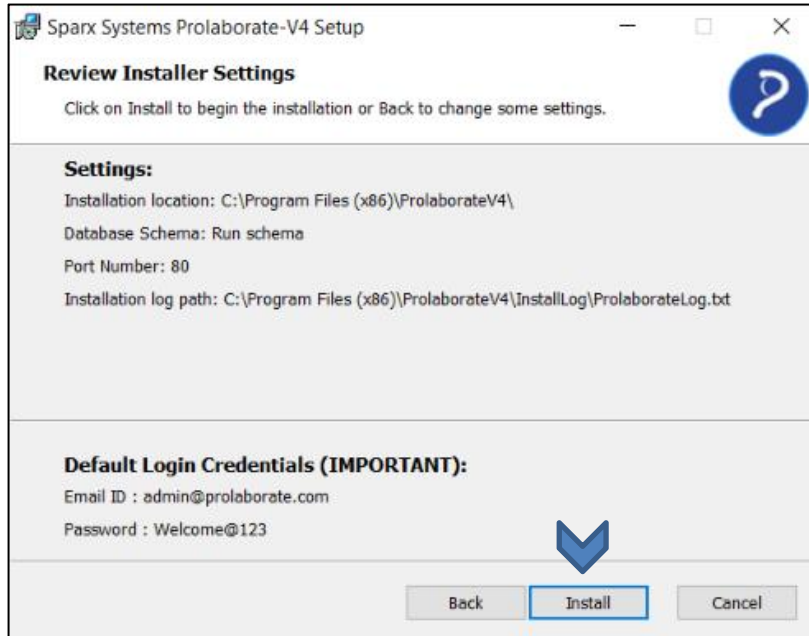 Sparx Systems Prolaborate-V4 Setup
Review Installer Settings
Click on Install to begin the installation or Back to change some settings.
Settings:
Installation location: C:\Program Files (x86)\ProlaborateV4\
Database Schema: Run schema
Port Number: 80
Installation log path: C:\Program Files (x86)\ProlaborateV4\InstallLog\ProlaborateLog.txt
Default Login Credentials (IMPORTANT):
Email ID : admin@prolaborate.com
Password : Welcome@123
Back Install Cancel